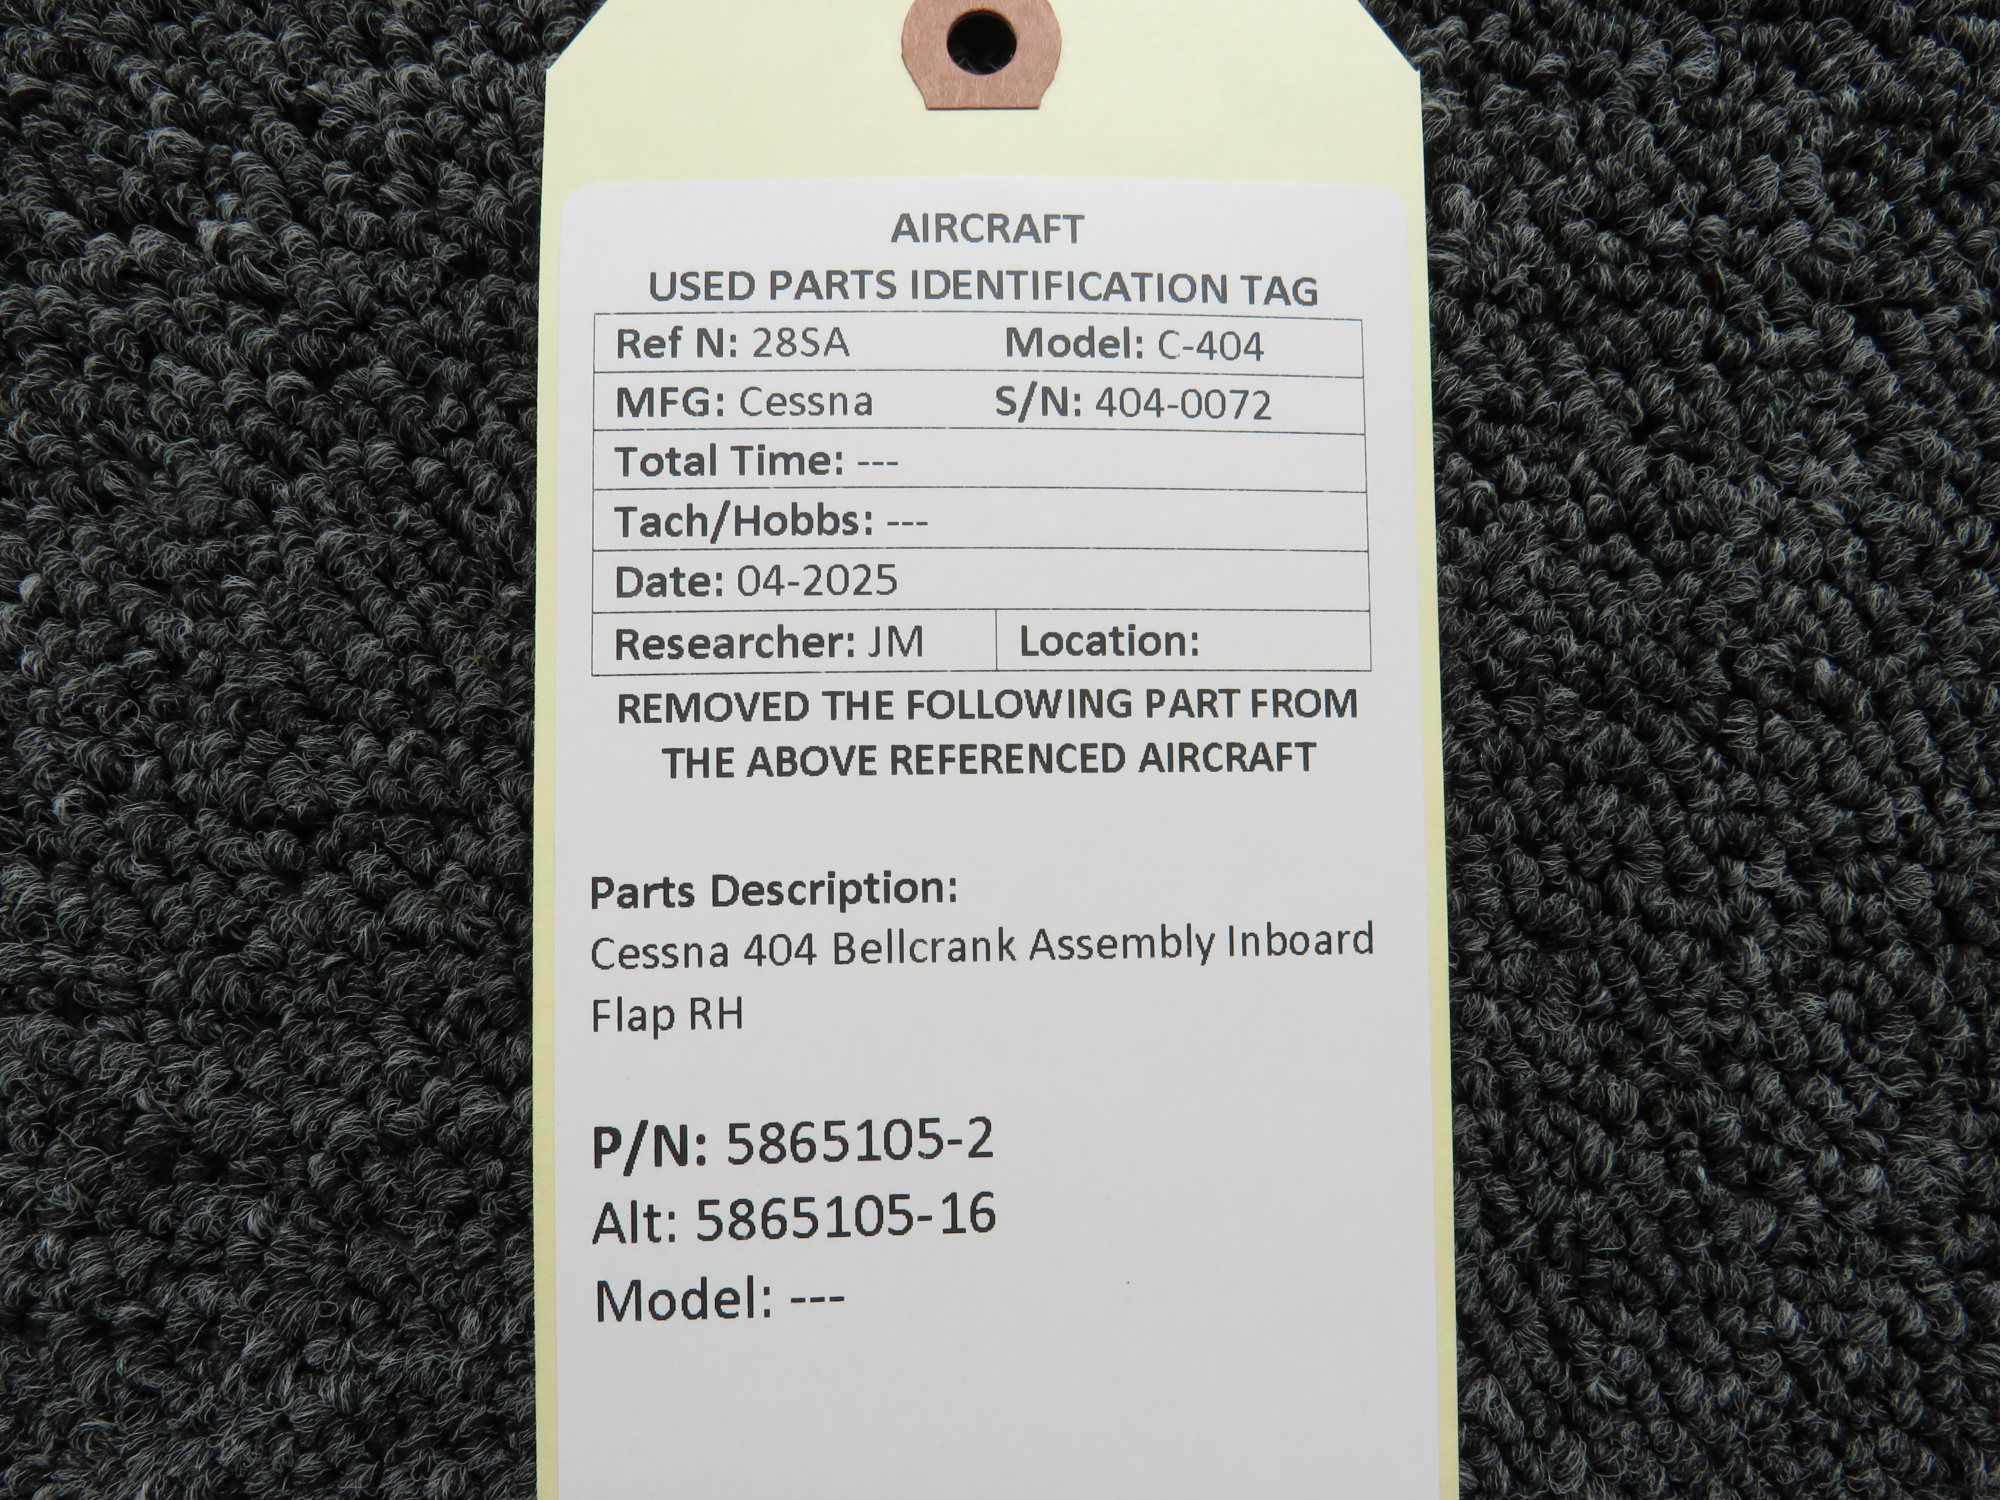 AIRCRAFT
USED PARTS IDENTIFICATION TAG
Ref N: 28SA Model: C-404
MFG: Cessna S/N: 404-0072
Total Time: ---
Tach/Hobbs: ---
Date: 04-2025
Researcher: JM Location:
REMOVED THE FOLLOWING PART FROM
THE ABOVE REFERENCED AIRCRAFT
Parts Description:
Cessna 404 Bellcrank Assembly Inboard
Flap RH
P/N: 5865105-2
Alt: 5865105-16
Model: ---